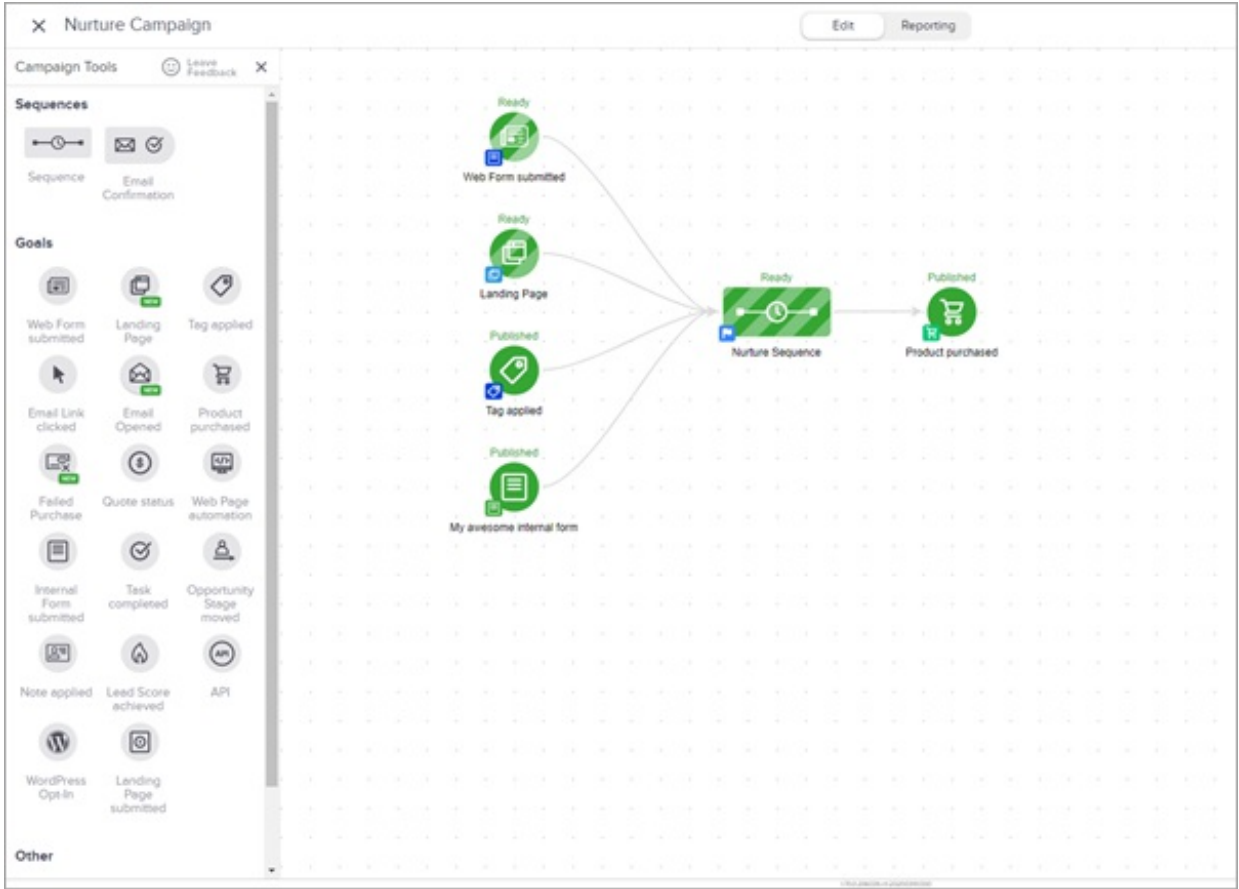 Nurture Campaign
Edit
Reporting
Campaign Tools
Leave
Feedback
Sequences
Sequence
Email
Confirmation
Goals
Web Form
submitted
NEW
Landing
Page
Tag applied
Email Link
clicked
NEW
Email
Opened
Product
purchased
NEW
Failed
Purchase
Quote status
Web Page
automation
Internal
Form
submitted
Task
completed
Opportunity
Stage
moved
Note applied
Lead Score
achieved
API
API
WordPress
Opt-In
Landing
Page
submitted
Other
Ready
Web Form submitted
Ready
Landing Page
Published
Tag applied
Published
My awesome internal form
Ready
Nurture Sequence
Published
Product purchased